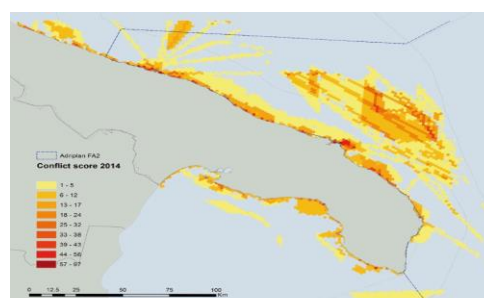 Adriplan FA2
Conflict score 2014
1 - 5
6 - 12
13 - 17
18 - 24
25 - 32
33 - 38
39 - 43
44 - 56
57 - 97
0 12.5 25 50 75 100
Km